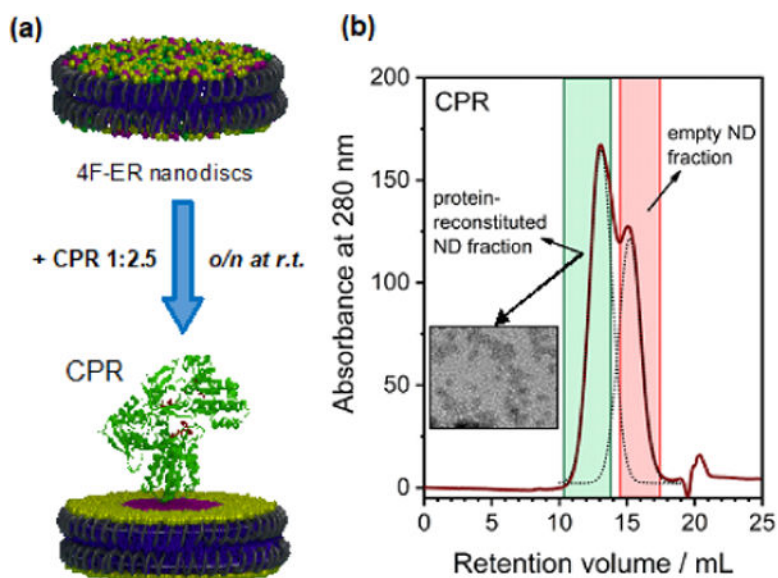 (a)
4F-ER nanodiscs
+ CPR 1:2.5 o/n at r.t.
CPR
(b)
CPR
empty ND
fraction
protein-
reconstituted
ND fraction
200
150
100
50
0
Absorbance at 280 nm
0 5 10 15 20 25
Retention volume / mL